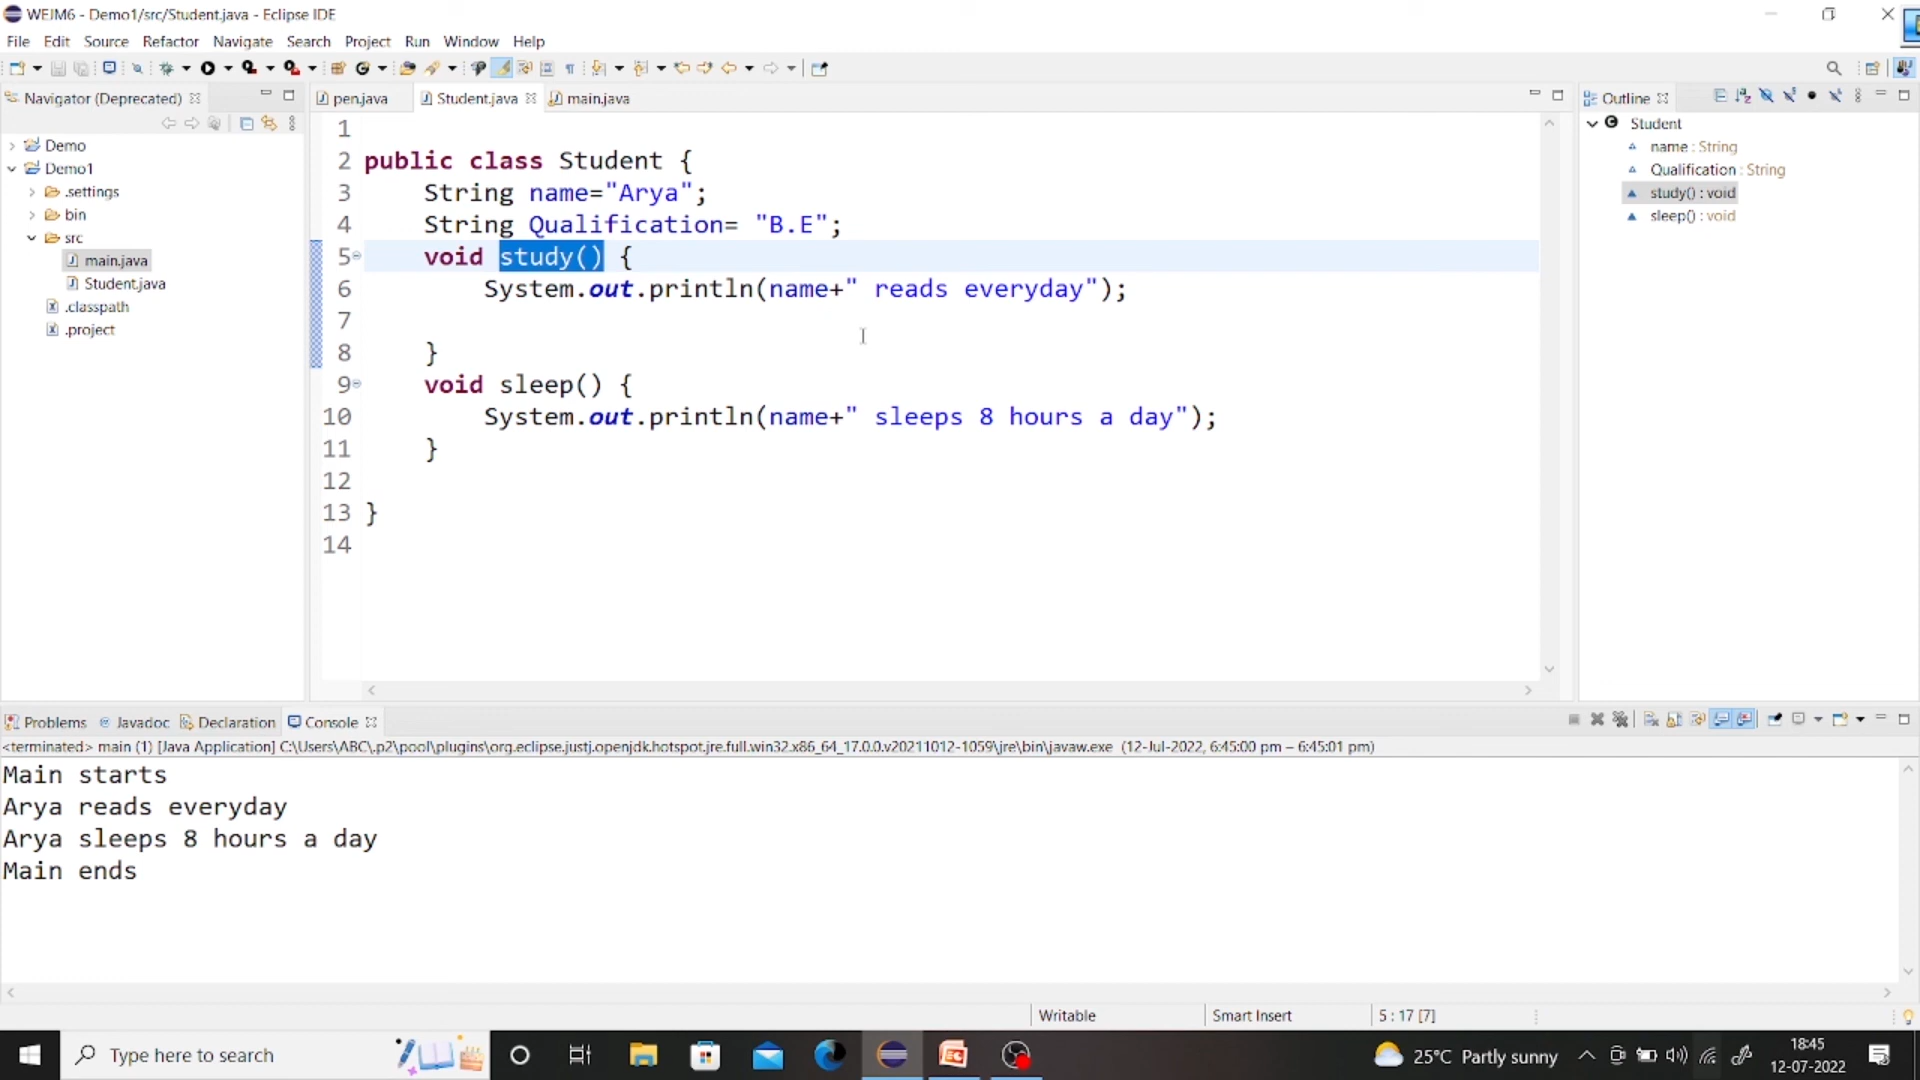 WEJM6 - Demo1/src/Student.java - Eclipse IDE
File Edit Source Refactor Navigate Search Project Run Window Help
Navigator (Deprecated)
Demo
Demo1
.settings
bin
src
main.java
Student.java
.classpath
.project
pen.java Student.java main.java
1
2 public class Student {
3 String name="Arya";
4 String Qualification= "B.E";
5 void study() {
6 System.out.println(name+" reads everyday");
7
8 }
9 void sleep() {
10 System.out.println(name+" sleeps 8 hours a day");
11 }
12
13 }
14
Outline
Student
name : String
Qualification : String
study() : void
sleep() : void
Problems Javadoc Declaration Console
<terminated> main (1) [Java Application] C:\Users\ABC\.p2\pool\plugins\org.eclipse.justj.openjdk.hotspot.jre.full.win32.x86_64_17.0.0.v20211012-1059\jre\bin\javaw.exe (12-Jul-2022, 6:45:00 pm – 6:45:01 pm)
Main starts
Arya reads everyday
Arya sleeps 8 hours a day
Main ends
Writable Smart Insert 5 : 17 [7]
Type here to search
25°C Partly sunny
18:45
12-07-2022